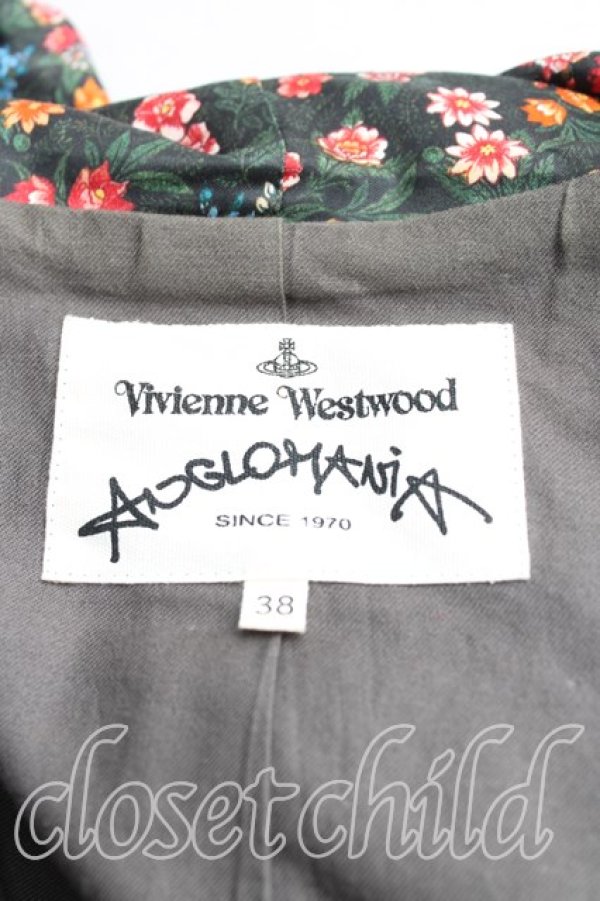 Vivienne Westwood
ANGLOMANIA
SINCE 1970
38
closetchild